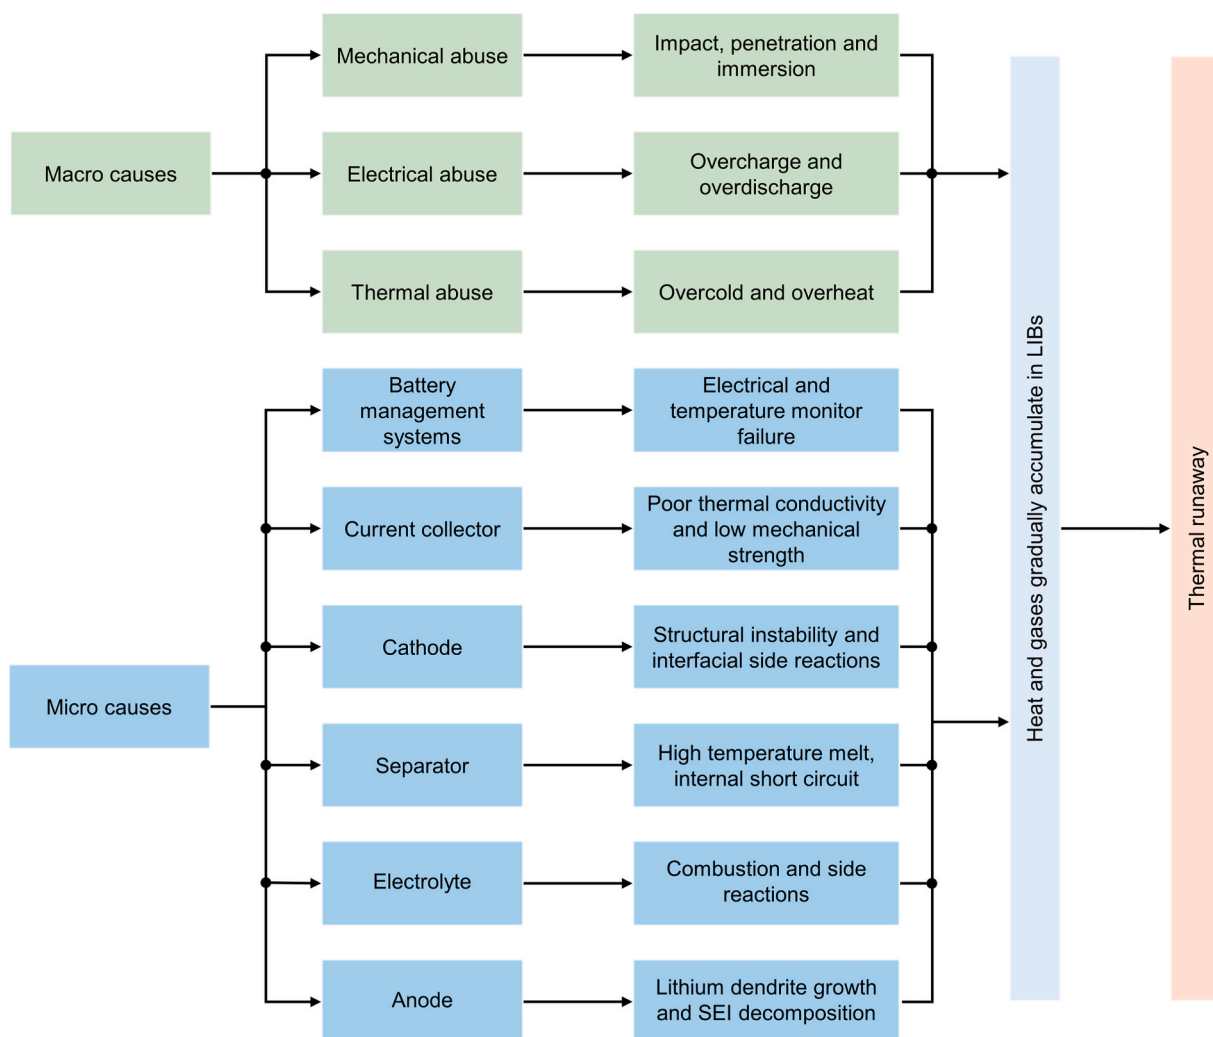 Macro causes
Mechanical abuse
Impact, penetration and
immersion
Electrical abuse
Overcharge and
overdischarge
Thermal abuse
Overcold and overheat
Micro causes
Battery
management
systems
Electrical and
temperature monitor
failure
Current collector
Poor thermal conductivity
and low mechanical
strength
Cathode
Structural instability and
interfacial side reactions
Separator
High temperature melt,
internal short circuit
Electrolyte
Combustion and side
reactions
Anode
Lithium dendrite growth
and SEI decomposition
Heat and gases gradually accumulate in LIBs
Thermal runaway